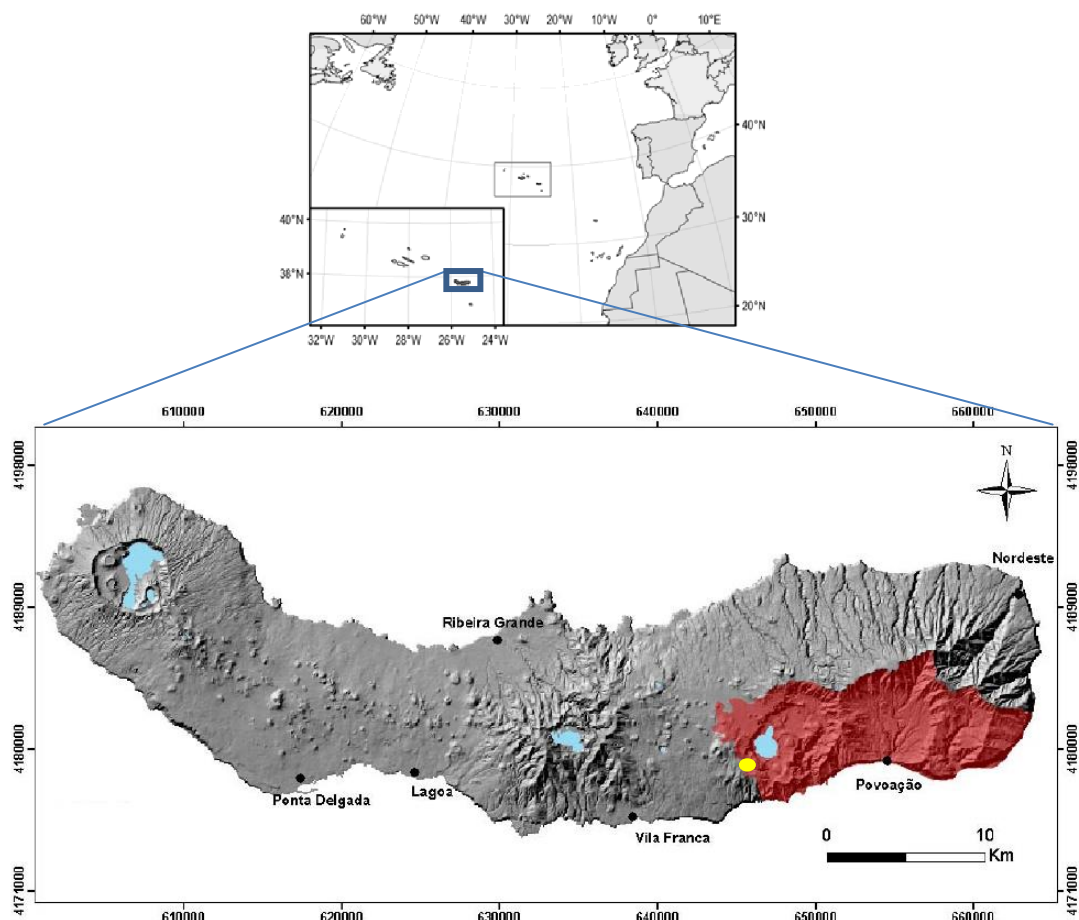 60°W 50°W 40°W 30°W 20°W 10°W 0° 10°E
40°N
40°N
30°N
38°N
20°N
32°W 30°W 28°W 26°W 24°W
610000 620000 630000 640000 650000 660000
4198000 4198000
N
Nordeste
4189000 4189000
Ribeira Grande
4180000 4180000
Povoação
Lagoa
Ponta Delgada
Vila Franca
0 10
Km
4171000 4171000
610000 620000 630000 640000 650000 660000